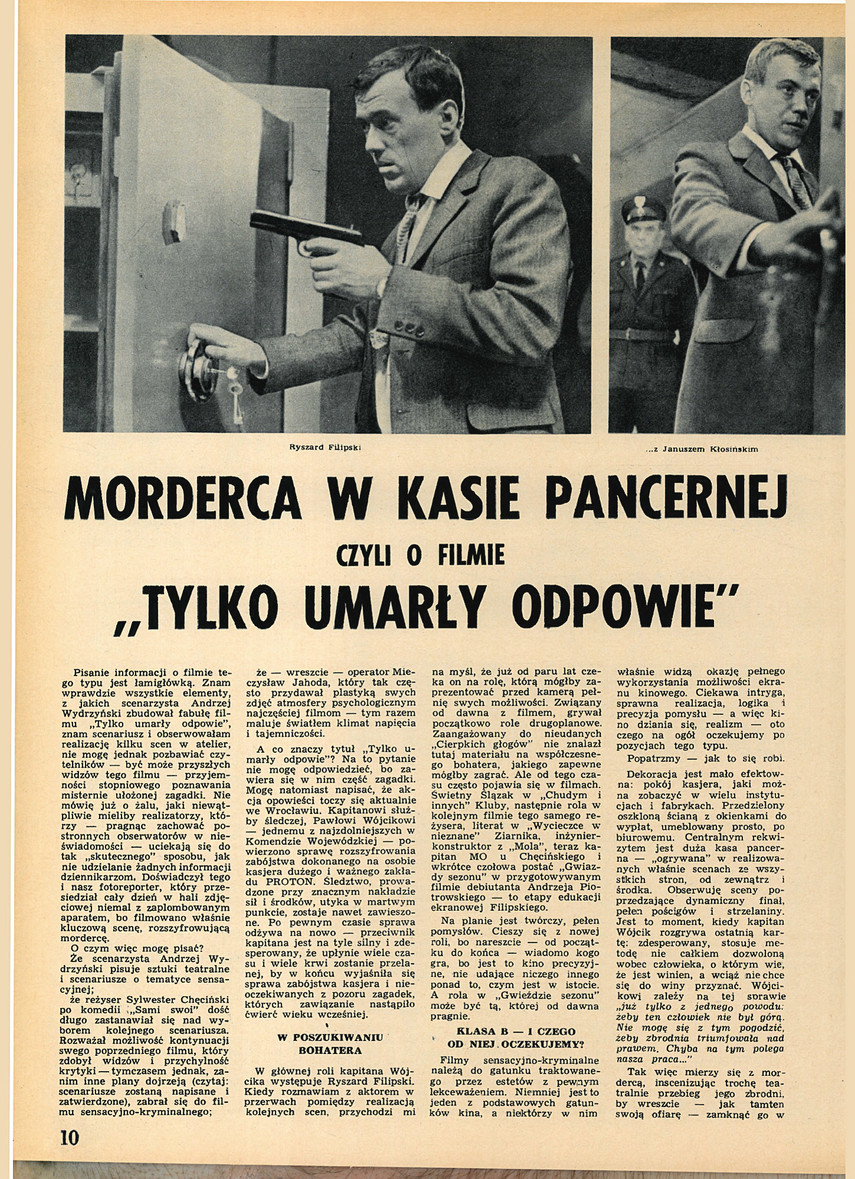 Ryszard Filipski
...z Januszem Kłosińskim
MORDERCA W KASIE PANCERNEJ
CZYLI O FILMIE
„TYLKO UMARŁY ODPOWIE"
Pisanie informacji o filmie te-
go typu jest łamigłówką. Znam
wprawdzie wszystkie elementy,
z jakich scenarzysta Andrzej
Wydrzyński zbudował fabułę fil-
mu „Tylko umarły odpowie",
znam scenariusz i obserwowałam
realizację kilku scen w atelier,
nie mogę jednak pozbawiać czy-
telników — być może przyszłych
widzów tego filmu — przyjem-
ności stopniowego poznawania
misternie ułożonej zagadki. Nie
mówię już o żalu, jaki niewąt-
pliwie mieliby realizatorzy, któ-
rzy — pragnąc zachować po-
stronnych obserwatorów w nie-
świadomości — uciekają się do
tak „skutecznego" sposobu, jak
nie udzielanie żadnych informacji
dziennikarzom. Doświadczył tego
i nasz fotoreporter, który prze-
siedział cały dzień w hali zdję-
ciowej niemal z zaplombowanym
aparatem, bo filmowano właśnie
kluczową scenę, rozszyfrowującą
mordercę.
O czym więc mogę pisać?
Że scenarzysta Andrzej Wy-
drzyński pisuje sztuki teatralne
i scenariusze o tematyce sensa-
cyjnej;
że reżyser Sylwester Chęciński
po komedii „Sami swoi" dość
długo zastanawiał się nad wy-
borem kolejnego scenariusza.
Rozważał możliwość kontynuacji
swego poprzedniego filmu, który
zdobył widzów i przychylność
krytyki — tymczasem jednak, za-
nim inne plany dojrzeją (czytaj:
scenariusze zostaną napisane i
zatwierdzone), zabrał się do fil-
mu sensacyjno-kryminalnego;
że — wreszcie — operator Mie-
czysław Jahoda, który tak czę-
sto przydawał plastyką swych
zdjęć atmosfery psychologicznym
najczęściej filmom — tym razem
maluje światłem klimat napięcia
i tajemniczości.
A co znaczy tytuł „Tylko u-
marły odpowie"? Na to pytanie
nie mogę odpowiedzieć, bo za-
wiera się w nim część zagadki.
Mogę natomiast napisać, że ak-
cja opowieści toczy się aktualnie
we Wrocławiu. Kapitanowi służ-
by śledczej, Pawłowi Wójcikowi
— jednemu z najzdolniejszych w
Komendzie Wojewódzkiej — po-
wierzono sprawę rozszyfrowania
zabójstwa dokonanego na osobie
kasjera dużego i ważnego zakła-
du PROTON. Śledztwo, prowa-
dzone przy znacznym nakładzie
sił i środków, utyka w martwym
punkcie, zostaje nawet zawieszo-
ne. Po pewnym czasie sprawa
odżywa na nowo — przeciwnik
kapitana jest na tyle silny i zde-
sperowany, że upłynie wiele cza-
su i wiele krwi zostanie przela-
nej, by w końcu wyjaśniła się
sprawa zabójstwa kasjera i nie-
oczekiwanych z pozoru zagadek,
których zawiązanie nastąpiło
ćwierć wieku wcześniej.
W POSZUKIWANIU
BOHATERA
W głównej roli kapitana Wój-
cika występuje Ryszard Filipski.
Kiedy rozmawiam z aktorem w
przerwach pomiędzy realizacją
kolejnych scen, przychodzi mi
na myśl, że już od paru lat cze-
ka on na rolę, którą mógłby za-
prezentować przed kamerą peł-
nię swych możliwości. Związany
od dawna z filmem, grywał
początkowo role drugoplanowe.
Zaangażowany do nieudanych
„Cierpkich głogów" nie znalazł
tutaj materiału na współczesne-
go bohatera, jakiego zapewne
mógłby zagrać. Ale od tego cza-
su często pojawia się w filmach.
Świetny Ślązak w „Chudym i
innych" Kluby, następnie rola w
kolejnym filmie tego samego re-
żysera, literat w „Wycieczce w
nieznane" Ziarnika, inżynier-
konstruktor z „Mola", teraz ka-
pitan MO u Chęcińskiego i
wkrótce czołowa postać „Gwiaz-
dy sezonu" w przygotowywanym
filmie debiutanta Andrzeja Pio-
trowskiego — to etapy edukacji
ekranowej Filipskiego.
Na planie jest twórczy, pełen
pomysłów. Cieszy się z nowej
roli, bo nareszcie — od począt-
ku do końca — wiadomo kogo
gra, bo jest to kino precyzyj-
ne, nie udające niczego innego
ponad to, czym jest w istocie.
A rola w „Gwieździe sezonu"
może być tą, której od dawna
pragnie.
KLASA B — I CZEGO
OD NIEJ OCZEKUJEMY?
Filmy sensacyjno-kryminalne
należą do gatunku traktowane-
go przez estetów z pewnym
lekceważeniem. Niemniej jest to
jeden z podstawowych gatun-
ków kina, a niektórzy w nim
właśnie widzą okazję pełnego
wykorzystania możliwości ekra-
nu kinowego. Ciekawa intryga,
sprawna realizacja, logika i
precyzja pomysłu — a więc ki-
no dziania się, realizm — oto
czego na ogół oczekujemy po
pozycjach tego typu.
Popatrzmy — jak to się robi.
Dekoracja jest mało efektow-
na: pokój kasjera, jaki moż-
na zobaczyć w wielu instytu-
cjach i fabrykach. Przedzielony
oszkloną ścianą z okienkami do
wypłat, umeblowany prosto, po
biurowemu. Centralnym rekwi-
zytem jest duża kasa pancer-
na — „ogrywana" w realizowa-
nych właśnie scenach ze wszy-
stkich stron, od zewnątrz i
środka. Obserwuję sceny po-
przedzające dynamiczny finał,
pełen pościgów i strzelaniny.
Jest to moment, kiedy kapitan
Wójcik rozgrywa ostatnią kar-
tę: zdesperowany, stosuje me-
todę nie całkiem dozwoloną
wobec człowieka, o którym wie,
że jest winien, a wciąż nie chce
się do winy przyznać. Wójci-
kowi zależy na tej sprawie
„już tylko z jednego powodu:
żeby ten człowiek nie był górą.
Nie mogę się z tym pogodzić,
żeby zbrodnia triumfowała nad
prawem. Chyba na tym polega
nasza praca..."
Tak więc mierzy się z mor-
dercą, inscenizując trochę tea-
tralnie przebieg jego zbrodni,
by wreszcie — jak tamten
swoją ofiarę — zamknąć go w
10